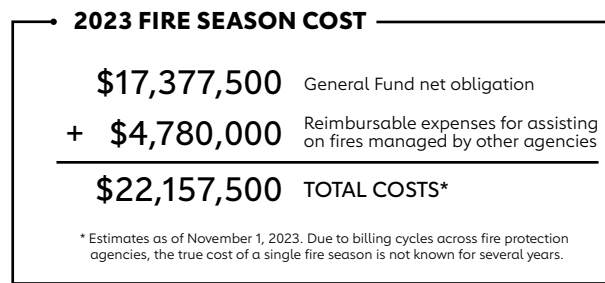 2023 FIRE SEASON COST
$17,377,500 General Fund net obligation
+ $4,780,000 Reimbursable expenses for assisting
on fires managed by other agencies
$22,157,500 TOTAL COSTS*
* Estimates as of November 1, 2023. Due to billing cycles across fire protection
agencies, the true cost of a single fire season is not known for several years.